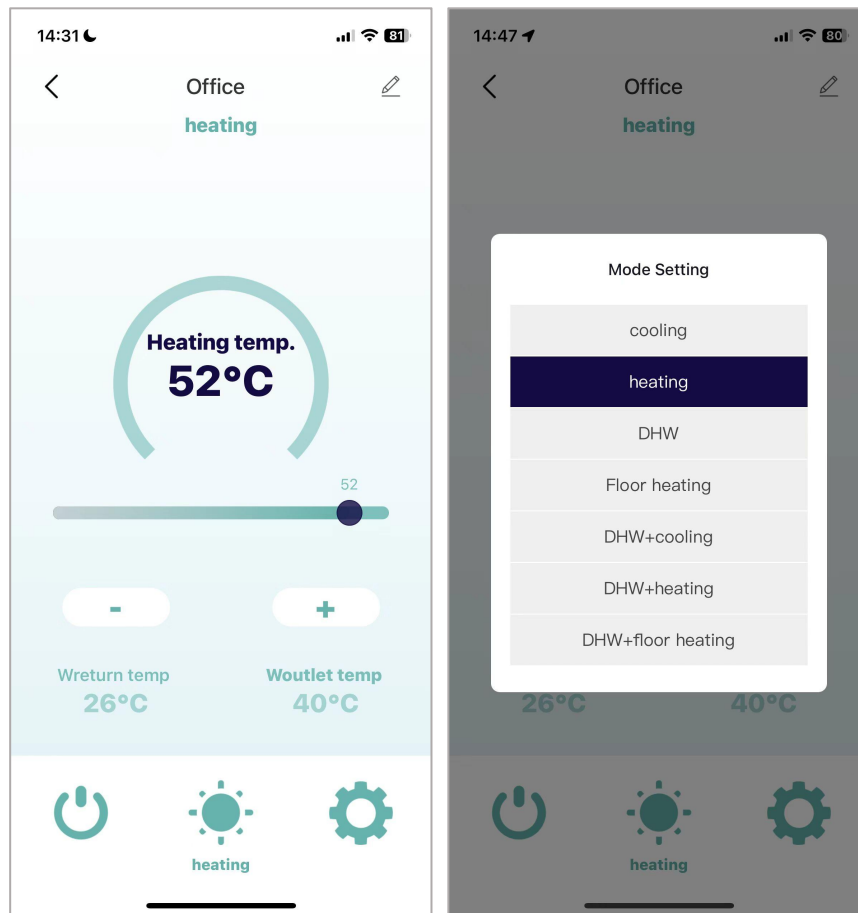 14:31
81
Office
heating
Heating temp.
52°C
52
-
+
Wreturn temp
Woutlet temp
26°C
40°C
heating
14:47
80
Office
heating
Mode Setting
cooling
heating
DHW
Floor heating
DHW+cooling
DHW+heating
DHW+floor heating
26°C
40°C
heating